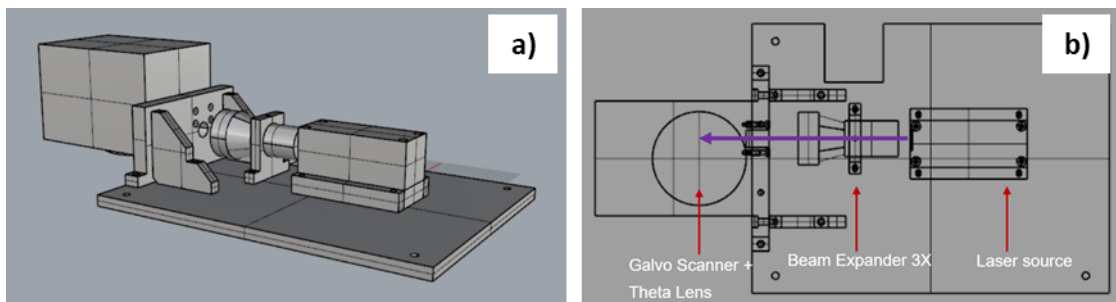 a)
b)
Galvo Scanner +
Theta Lens
Beam Expander 3X
Laser source